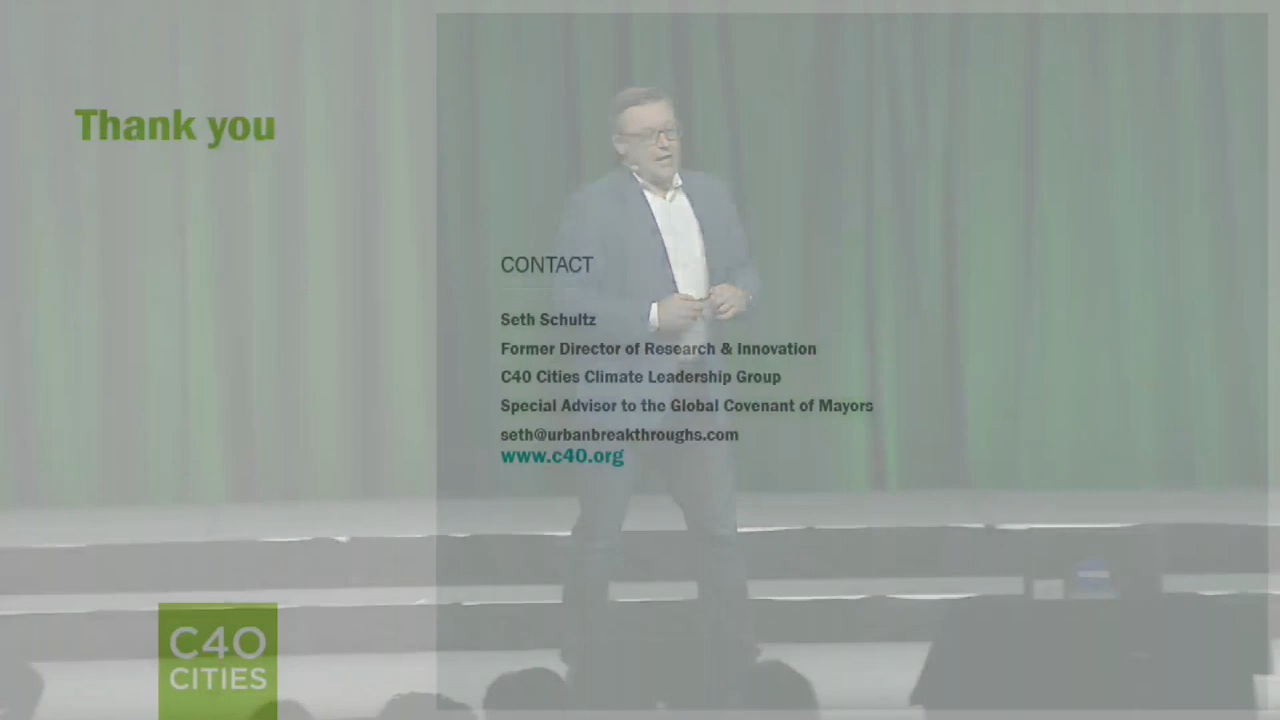 Thank you
CONTACT
Seth Schultz
Former Director of Research & Innovation
C40 Cities Climate Leadership Group
Special Advisor to the Global Covenant of Mayors
seth@urbanbreakthroughs.com
www.c40.org
C40
CITIES